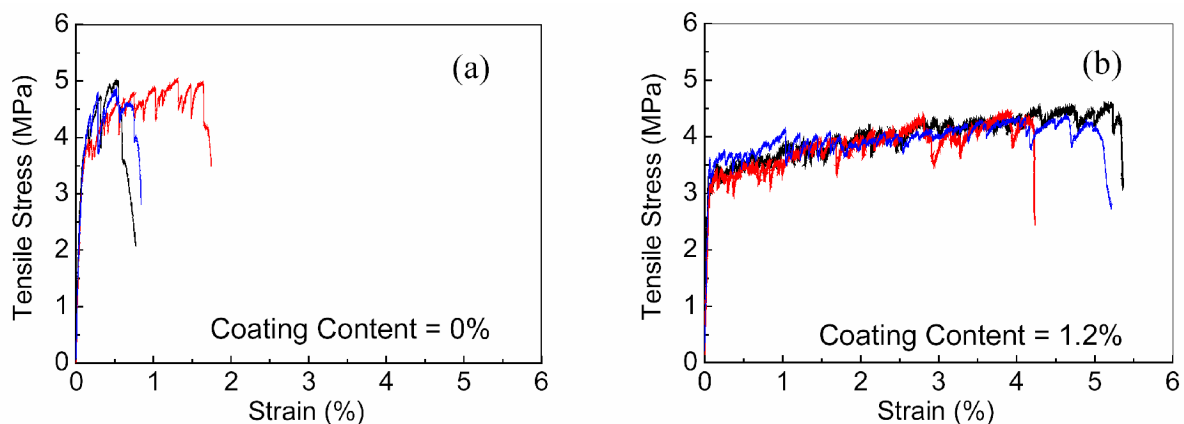 6
5
4
3
2
1
0
Tensile Stress (MPa)
(a)
Coating Content = 0%
0 1 2 3 4 5 6
Strain (%)
6
5
4
3
2
1
0
Tensile Stress (MPa)
(b)
Coating Content = 1.2%
0 1 2 3 4 5 6
Strain (%)